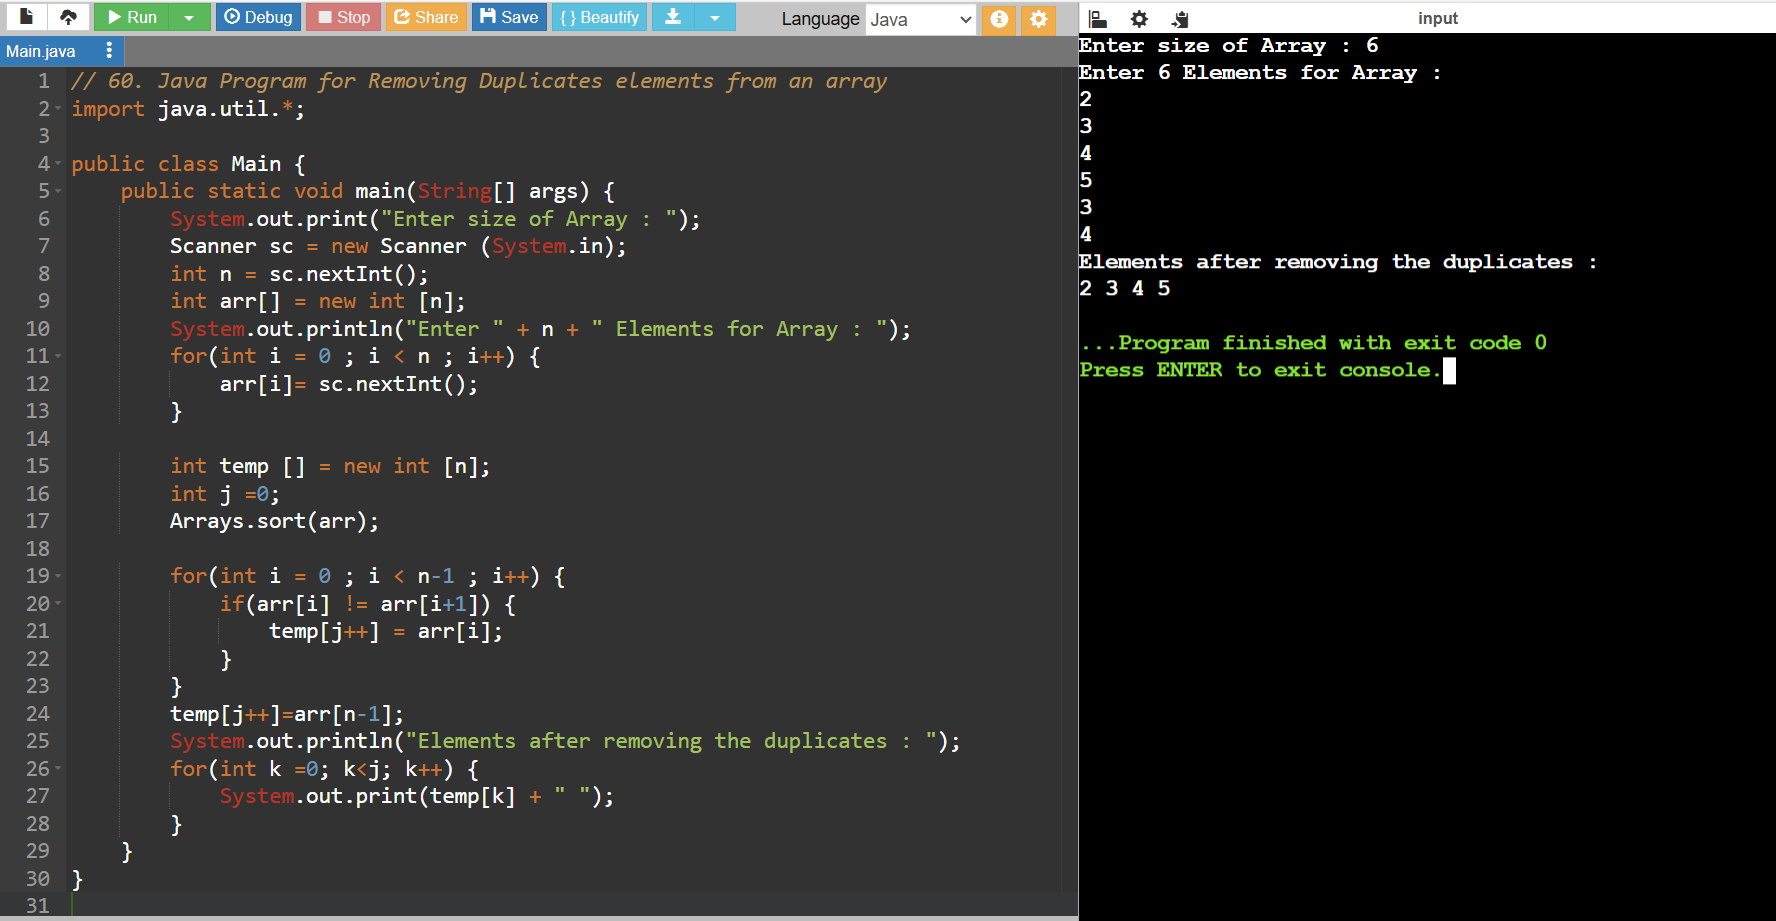 Run Debug Stop Share Save { } Beautify Language Java
Main.java
1 // 60. Java Program for Removing Duplicates elements from an array
2 import java.util.*;
3
4 public class Main {
5 public static void main(String[] args) {
6 System.out.print("Enter size of Array : ");
7 Scanner sc = new Scanner (System.in);
8 int n = sc.nextInt();
9 int arr[] = new int [n];
10 System.out.println("Enter " + n + " Elements for Array : ");
11 for(int i = 0 ; i < n ; i++) {
12 arr[i]= sc.nextInt();
13 }
14
15 int temp [] = new int [n];
16 int j =0;
17 Arrays.sort(arr);
18
19 for(int i = 0 ; i < n-1 ; i++) {
20 if(arr[i] != arr[i+1]) {
21 temp[j++] = arr[i];
22 }
23 }
24 temp[j++]=arr[n-1];
25 System.out.println("Elements after removing the duplicates : ");
26 for(int k =0; k<j; k++) {
27 System.out.print(temp[k] + " ");
28 }
29 }
30 }
31
input
Enter size of Array : 6
Enter 6 Elements for Array :
2
3
4
5
3
4
Elements after removing the duplicates :
2 3 4 5
...Program finished with exit code 0
Press ENTER to exit console.